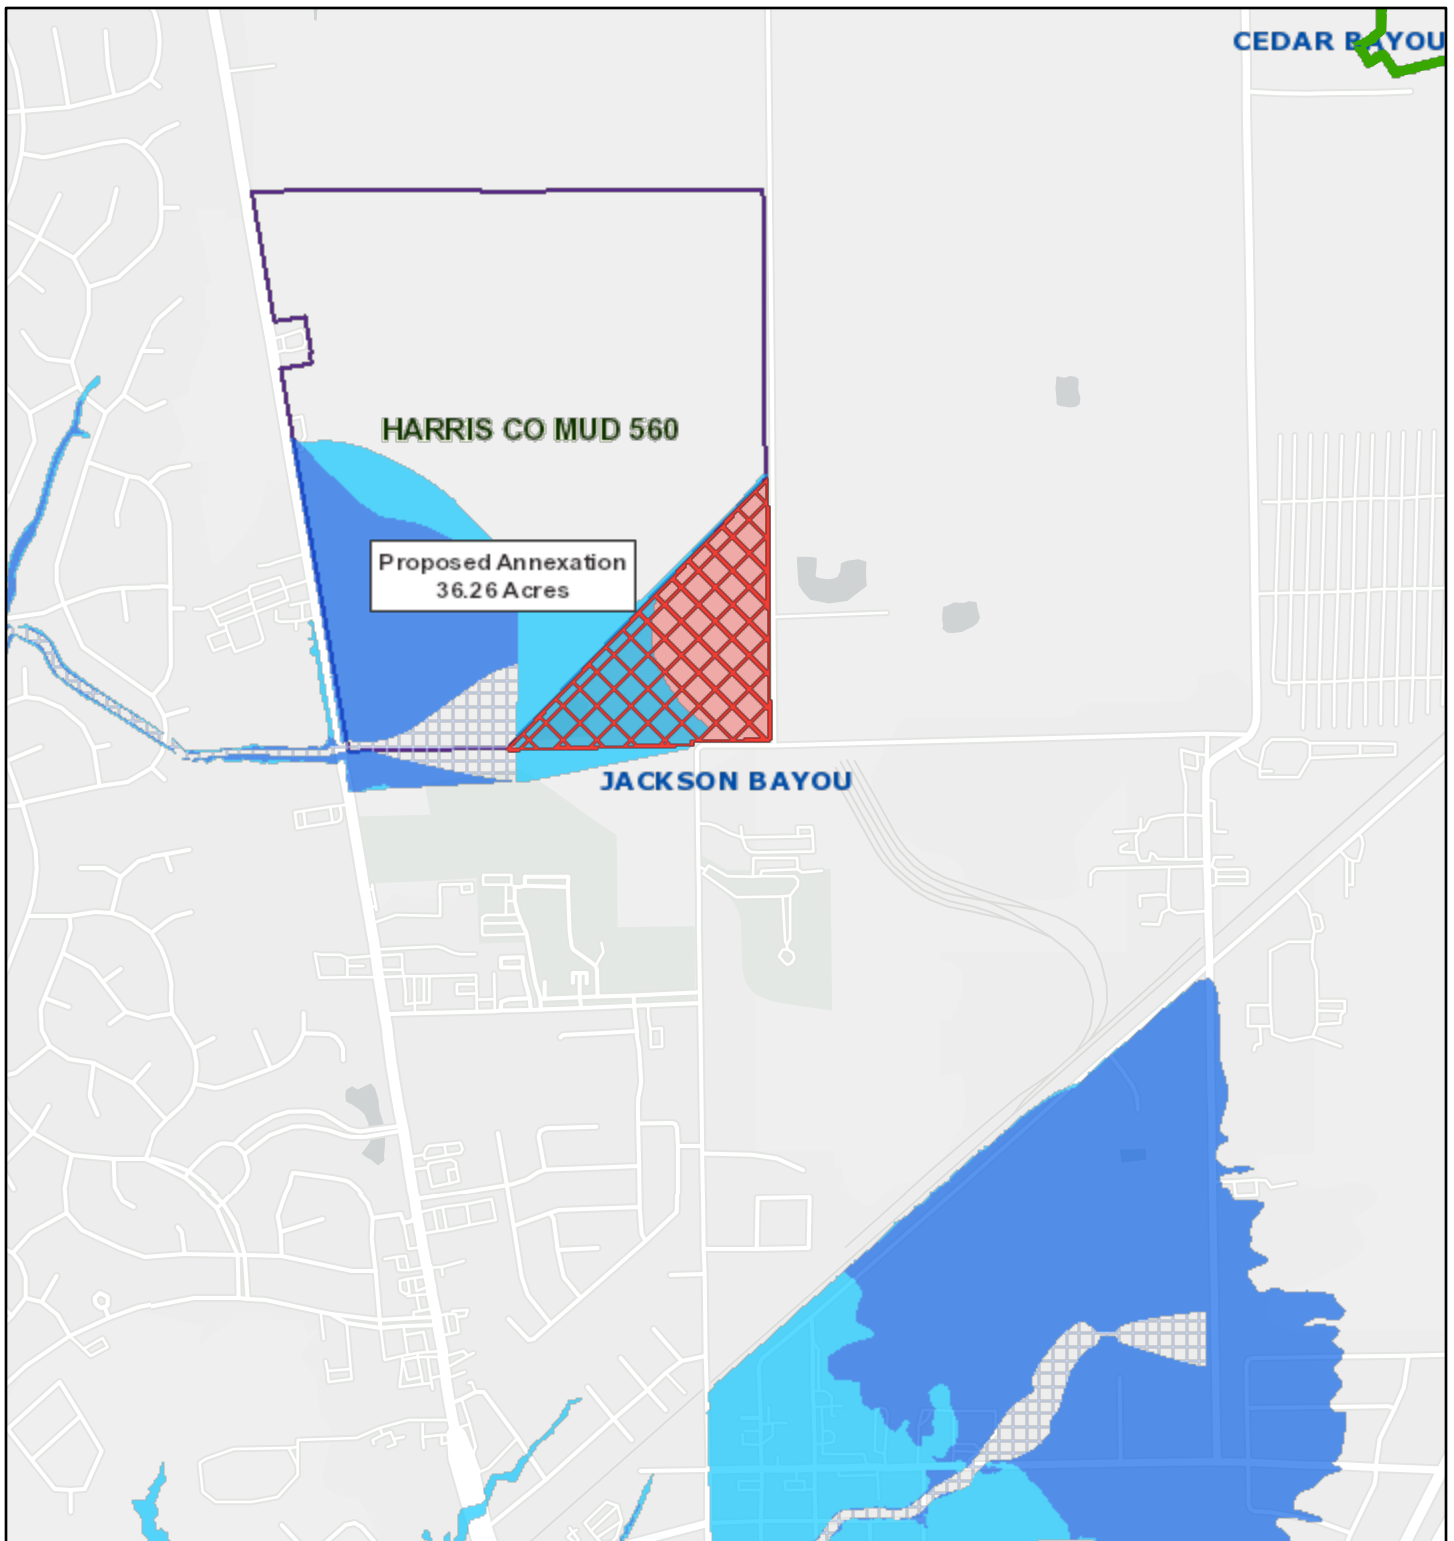 CEDAR BAYOU
HARRIS CO MUD 560
Proposed Annexation
36.26 Acres
JACKSON BAYOU